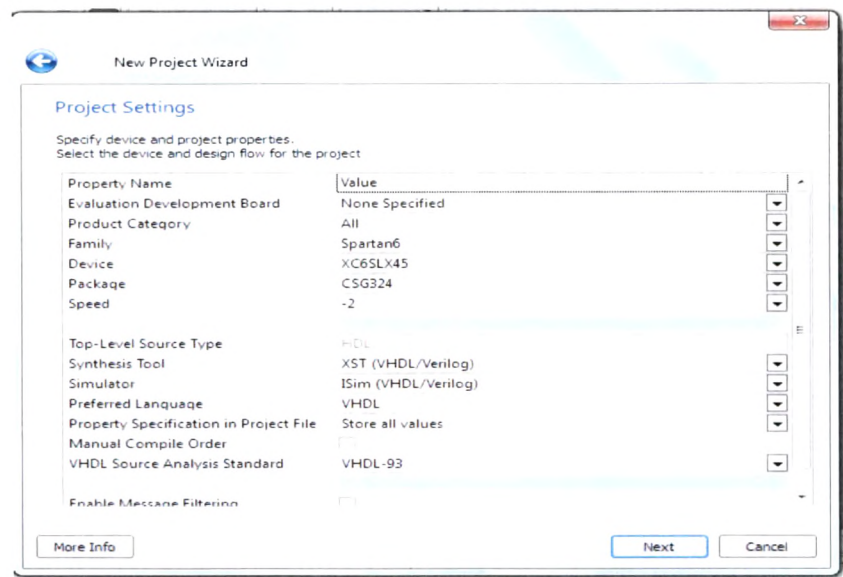 New Project Wizard
Project Settings
Specify device and project properties.
Select the device and design flow for the project
Property Name Value
Evaluation Development Board None Specified
Product Category All
Family Spartan6
Device XC6SLX45
Package CSG324
Speed -2
Top-Level Source Type HDL
Synthesis Tool XST (VHDL/Verilog)
Simulator ISim (VHDL/Verilog)
Preferred Language VHDL
Property Specification in Project File Store all values
Manual Compile Order
VHDL Source Analysis Standard VHDL-93
Enable Message Filtering
More Info Next Cancel